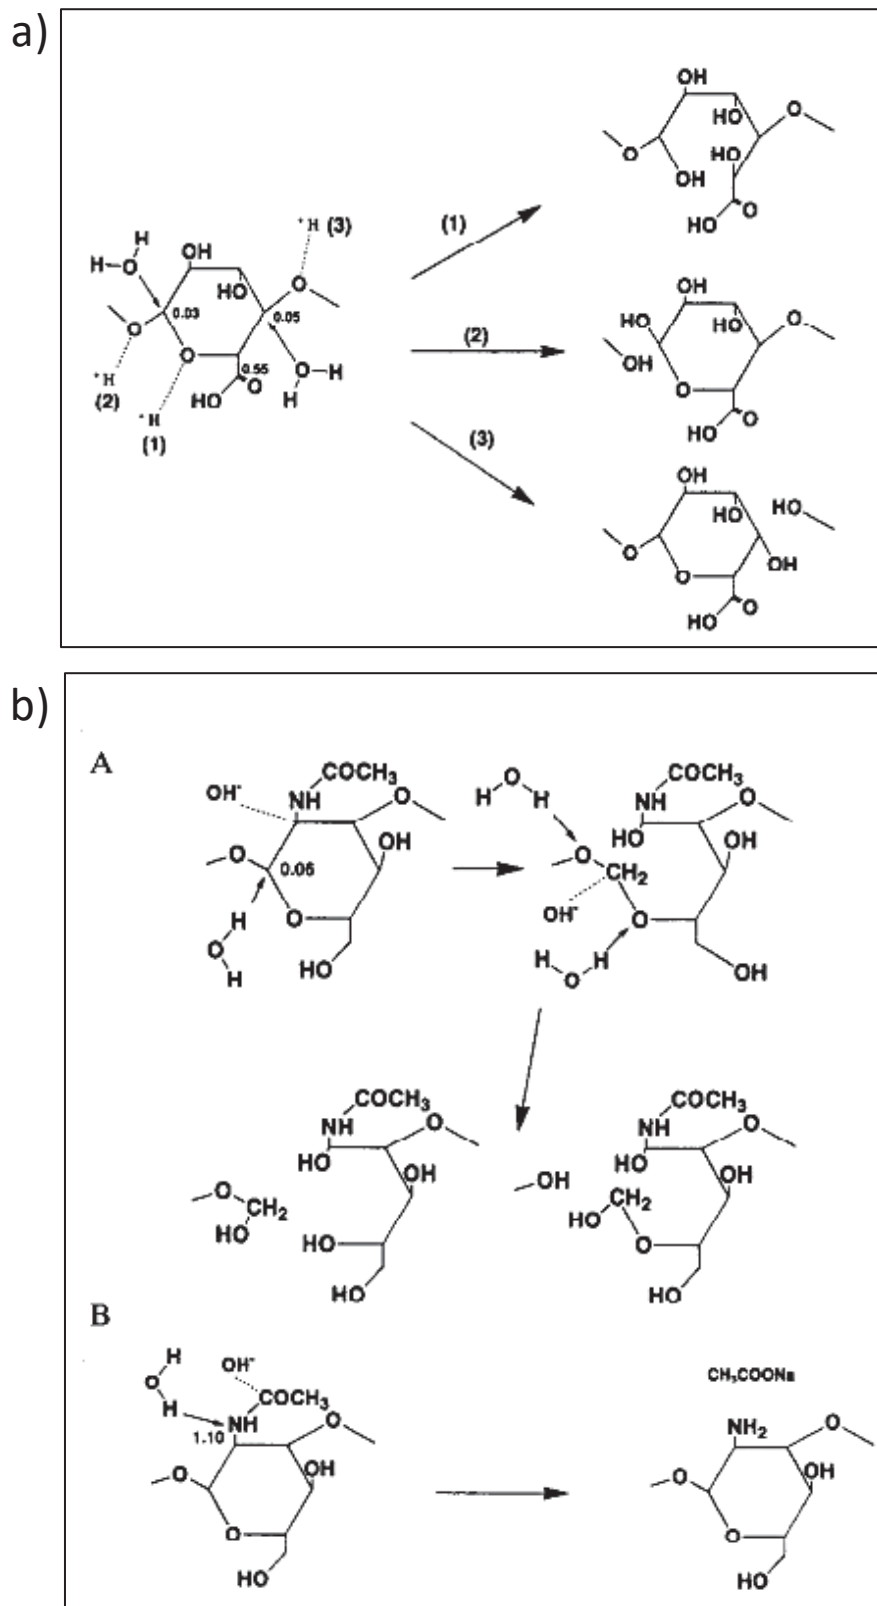 a)
OH
HO
O
HO
O
OH
HO
O
(1)
+H (3)
H
H
O
OH
HO
O
0.03
0.05
O
O
0.55
O
HO
O
H
H
+H
(2)
+H
(1)
(2)
OH
HO
HO
O
OH
O
HO
O
(3)
OH
HO
HO
O
O
OH
HO
O
b)
A
COCH3
OH-
NH
O
OH
O
0.06
H
O
H
O
HO
H
O
H
COCH3
NH
HO
O
OH
O
CH2
OH-
O
H
H
O
OH
COCH3
NH
HO
O
OH
O
CH2
HO
HO
HO
COCH3
NH
HO
O
OH
OH
CH2
HO
O
HO
B
H
O
H
OH-
COCH3
NH
1.10
O
O
OH
O
HO
CH3COONa
NH2
O
O
OH
O
HO